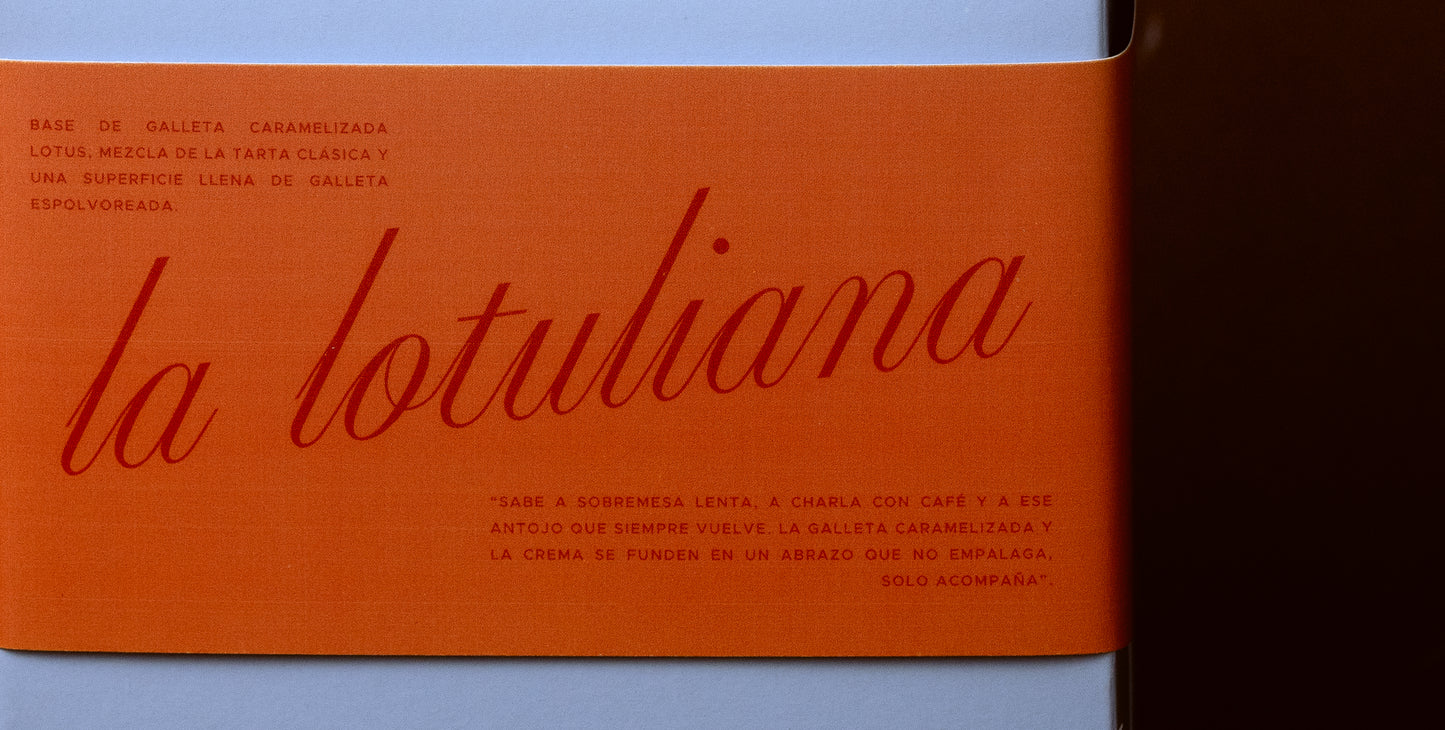 BASE DE GALLETA CARAMELIZADA
LOTUS, MEZCLA DE LA TARTA CLÁSICA Y
UNA SUPERFICIE LLENA DE GALLETA
ESPOLVOREADA.
la lotuliana
“SABE A SOBREMESA LENTA, A CHARLA CON CAFÉ Y A ESE
ANTOJO QUE SIEMPRE VUELVE. LA GALLETA CARAMELIZADA Y
LA CREMA SE FUNDEN EN UN ABRAZO QUE NO EMPALAGA,
SOLO ACOMPAÑA”.